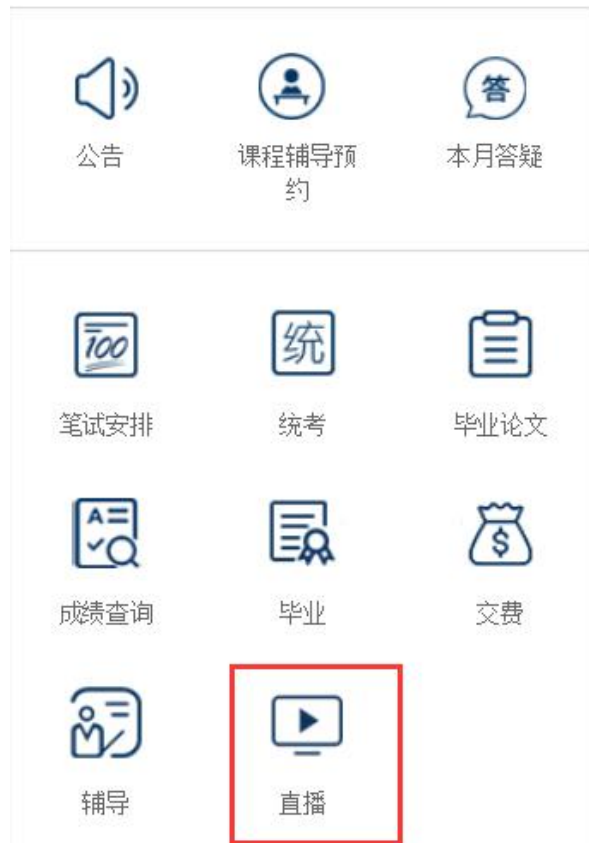 答
公告
课程辅导预
约
本月答疑
100
统
笔试安排
统考
毕业论文
A
$
成绩查询
毕业
交费
辅导
直播